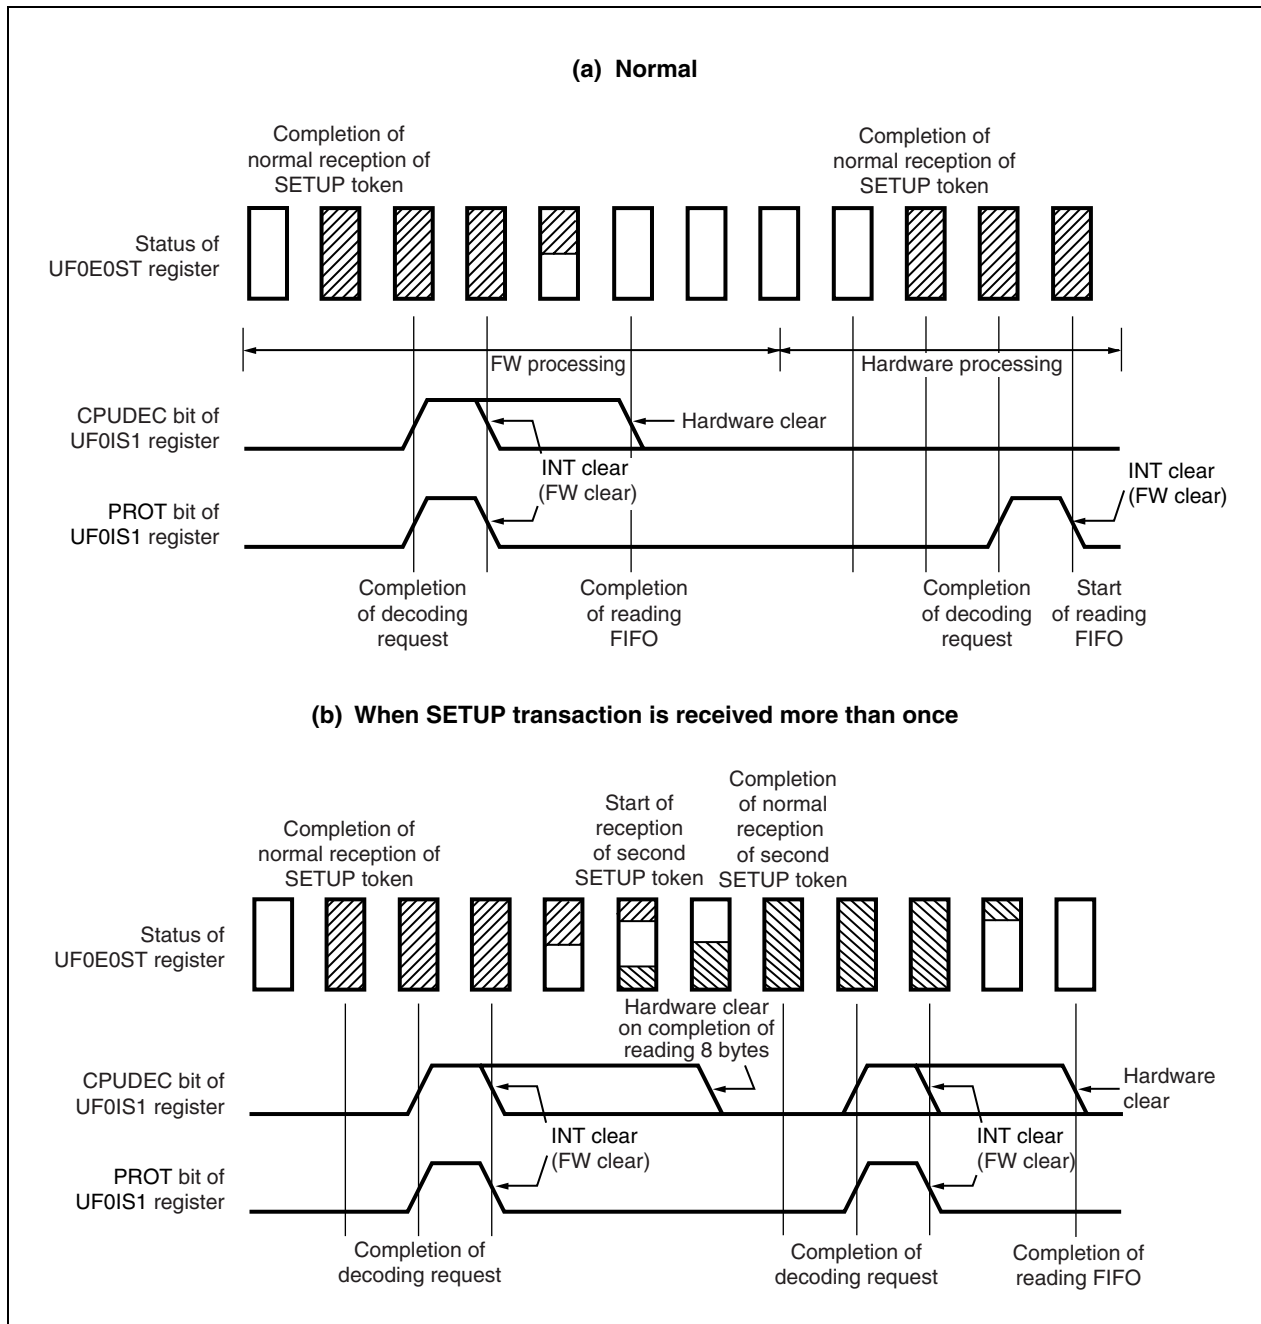 (a) Normal
Completion of
normal reception of
SETUP token
Completion of
normal reception of
SETUP token
Status of
UF0E0ST register
FW processing
Hardware processing
CPUDEC bit of
UF0IS1 register
Hardware clear
INT clear
(FW clear)
INT clear
(FW clear)
PROT bit of
UF0IS1 register
Completion
of decoding
request
Completion
of reading
FIFO
Completion
of decoding
request
Start
of reading
FIFO
(b) When SETUP transaction is received more than once
Completion of
normal reception of
SETUP token
Start of
reception
of second
SETUP token
Completion
of normal
reception
of second
SETUP token
Status of
UF0E0ST register
Hardware clear
on completion of
reading 8 bytes
CPUDEC bit of
UF0IS1 register
Hardware
clear
INT clear
(FW clear)
INT clear
(FW clear)
PROT bit of
UF0IS1 register
Completion of
decoding request
Completion of
decoding request
Completion of
reading FIFO